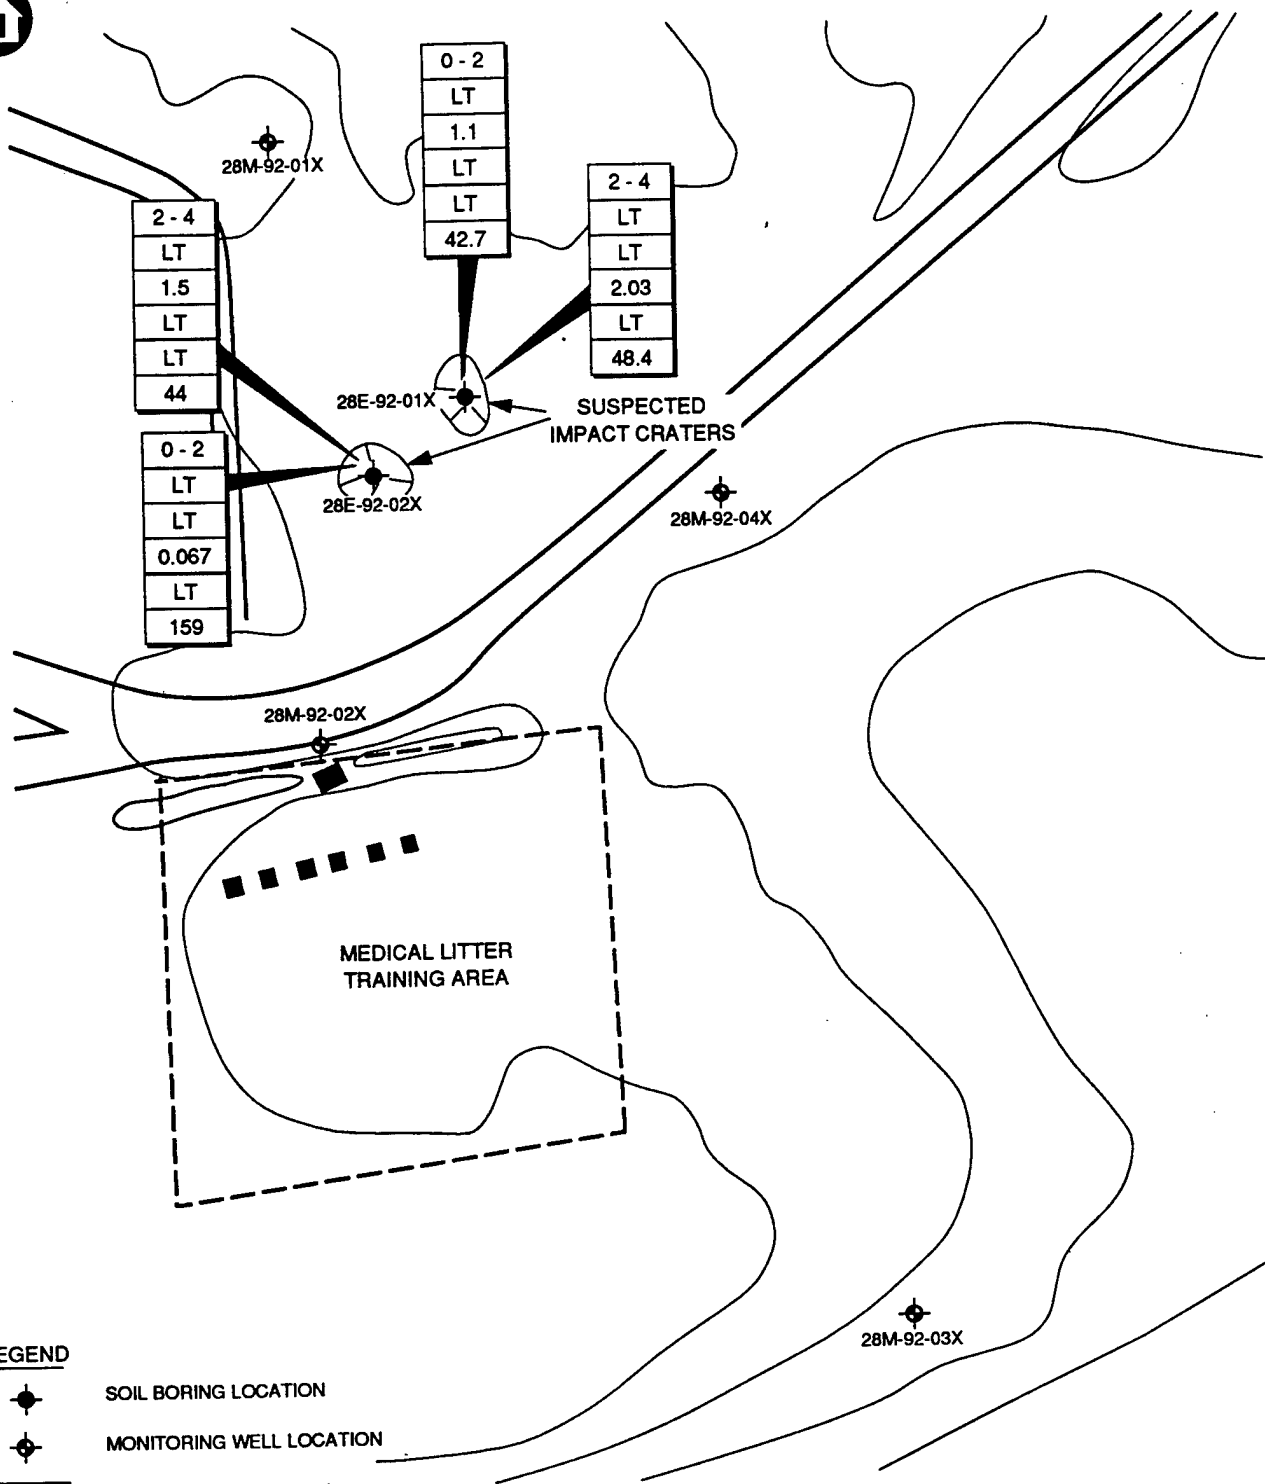 0 - 2
LT
1.1
LT
LT
42.7
28M-92-01X
2 - 4
LT
LT
2.03
LT
48.4
2 - 4
LT
1.5
LT
LT
44
28E-92-01X
SUSPECTED
IMPACT CRATERS
0 - 2
LT
LT
0.067
LT
159
28E-92-02X
28M-92-04X
28M-92-02X
MEDICAL LITTER
TRAINING AREA
28M-92-03X
EGEND
SOIL BORING LOCATION
MONITORING WELL LOCATION